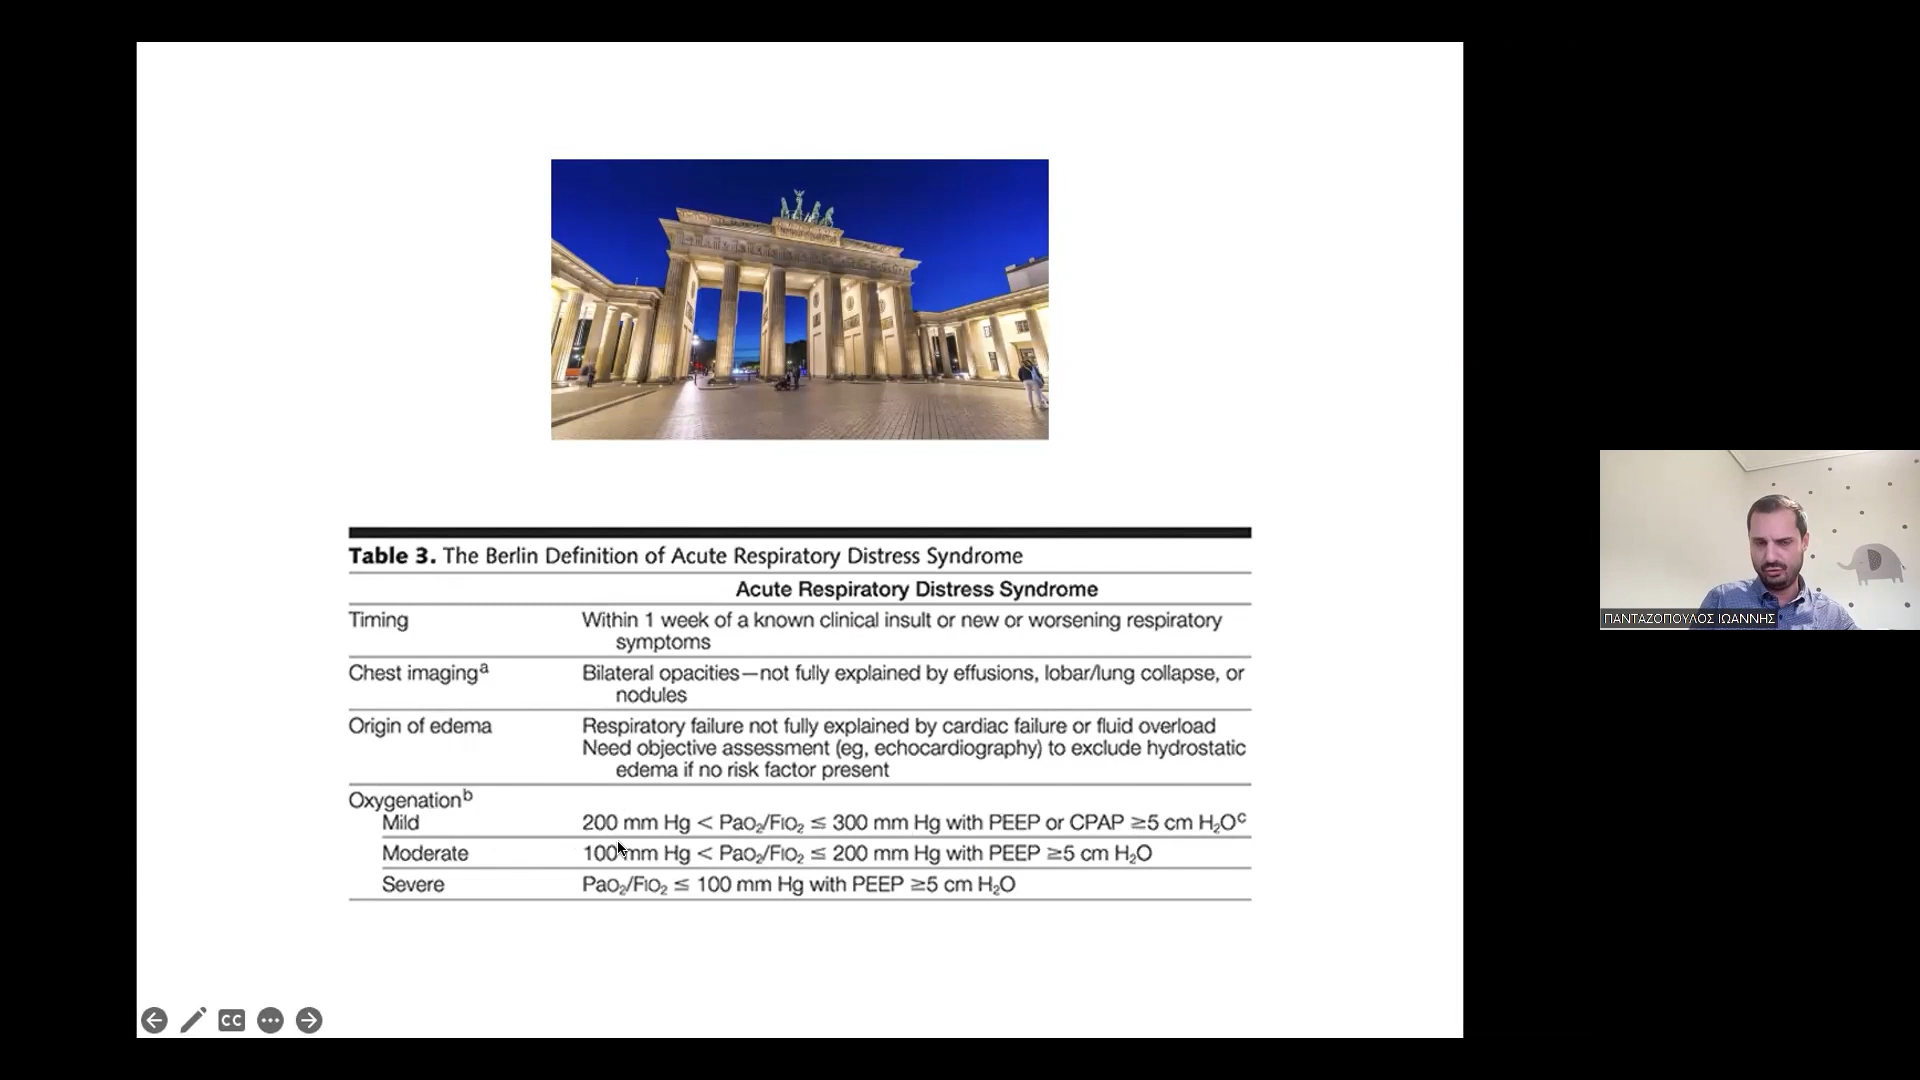 Table 3. The Berlin Definition of Acute Respiratory Distress Syndrome
Acute Respiratory Distress Syndrome
Timing Within 1 week of a known clinical insult or new or worsening respiratory
symptoms
Chest imagingᵃ Bilateral opacities—not fully explained by effusions, lobar/lung collapse, or
nodules
Origin of edema Respiratory failure not fully explained by cardiac failure or fluid overload
Need objective assessment (eg, echocardiography) to exclude hydrostatic
edema if no risk factor present
Oxygenationᵇ
Mild 200 mm Hg < PaO₂/FIO₂ ≤ 300 mm Hg with PEEP or CPAP ≥5 cm H₂Oᶜ
Moderate 100 mm Hg < PaO₂/FIO₂ ≤ 200 mm Hg with PEEP ≥5 cm H₂O
Severe PaO₂/FIO₂ ≤ 100 mm Hg with PEEP ≥5 cm H₂O
CC
ΠΑΝΤΑΖΟΠΟΥΛΟΣ ΙΩΑΝΝΗΣ